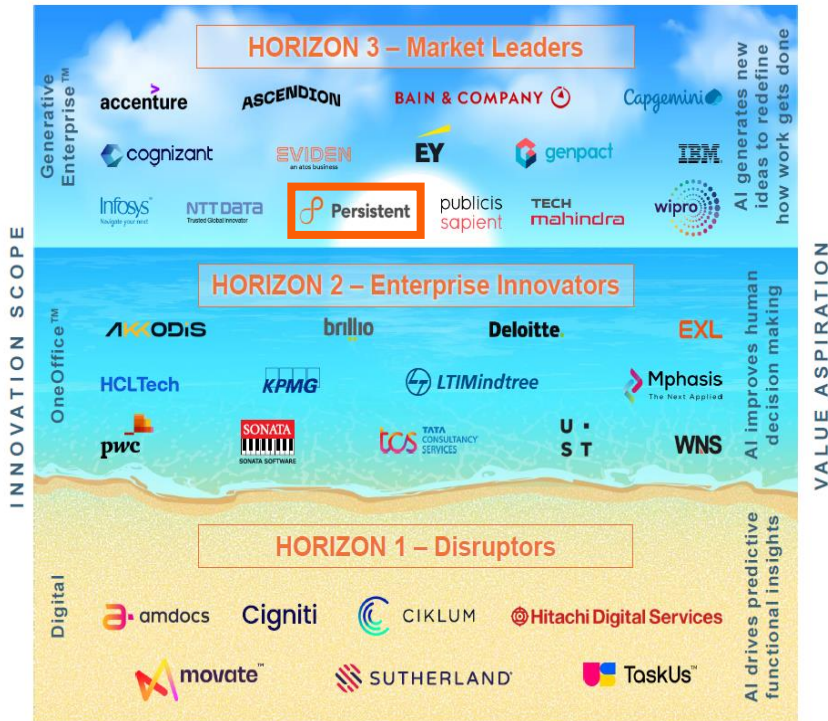 HORIZON 3 – Market Leaders
Generative
Enterprise™
AI generates new
ideas to redefine
how work gets done
accenture
ASCENDION
BAIN & COMPANY
Capgemini
cognizant
EVIDEN
an atos business
EY
genpact
IBM
Infosys
Navigate your next
NTT DATA
Trusted Global Innovator
Persistent
publicis
sapient
TECH
mahindra
wipro
INNOVATION SCOPE
VALUE ASPIRATION
HORIZON 2 – Enterprise Innovators
OneOffice™
AI improves human
decision making
AKKODIS
brillio
Deloitte.
EXL
HCLTech
KPMG
LTIMindtree
Mphasis
The Next Applied
pwc
SONATA
SONATA SOFTWARE
tcs
TATA
CONSULTANCY
SERVICES
U ·
S T
WNS
HORIZON 1 – Disruptors
Digital
AI drives predictive
functional insights
amdocs
Cigniti
CIKLUM
Hitachi Digital Services
movate™
SUTHERLAND
TaskUs™